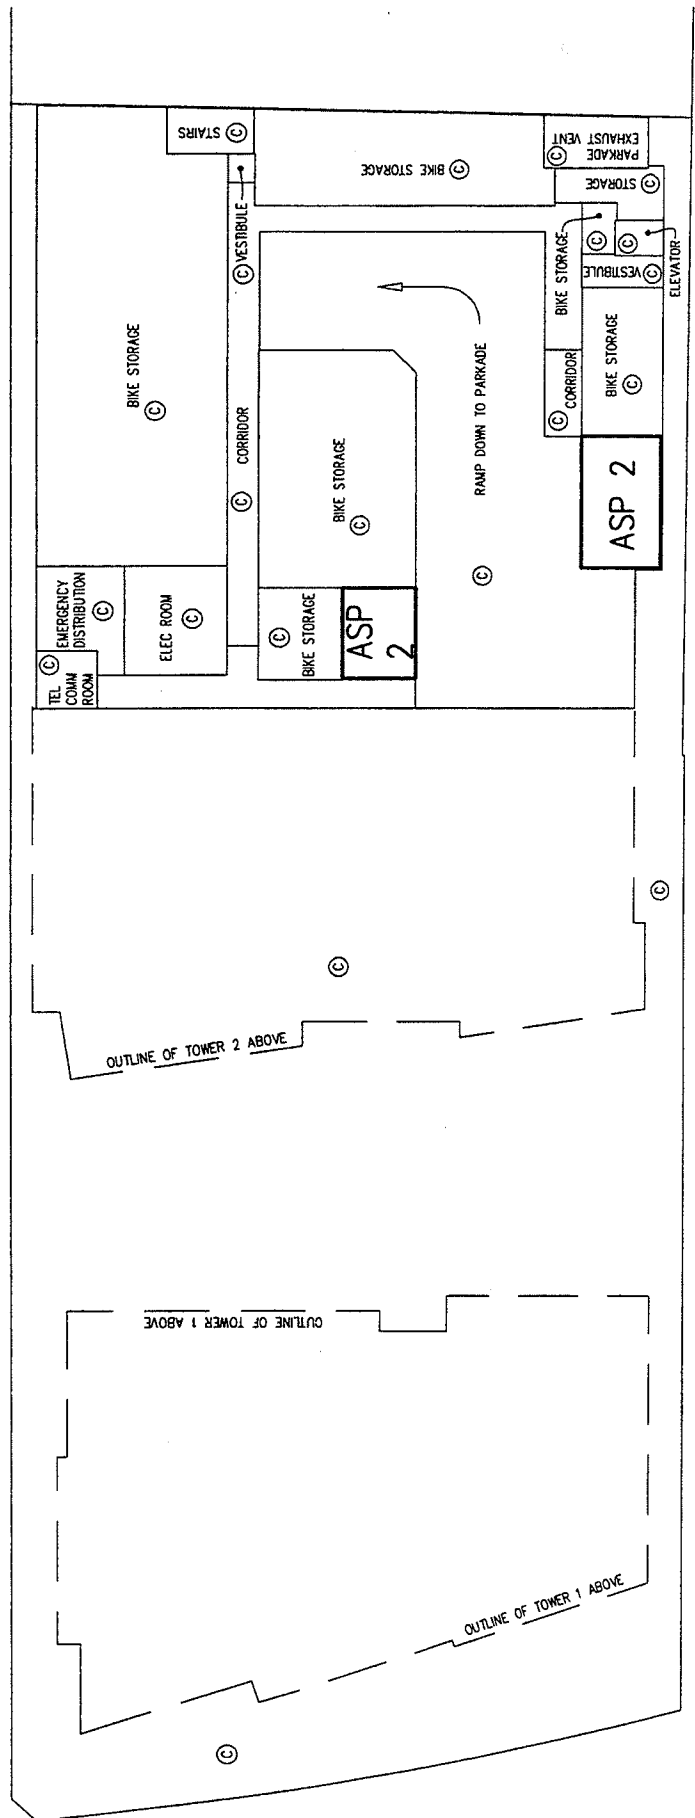 STAIRS
Ⓒ
BIKE STORAGE
Ⓒ
PARKADE
EXHAUST VENT
Ⓒ
STORAGE
Ⓒ
VESTIBULE
Ⓒ
BIKE STORAGE
Ⓒ
Ⓒ
ELEVATOR
VESTIBULE
Ⓒ
BIKE STORAGE
Ⓒ
RAMP DOWN TO PARKADE
Ⓒ
CORRIDOR
Ⓒ
BIKE STORAGE
Ⓒ
CORRIDOR
Ⓒ
BIKE STORAGE
Ⓒ
ASP 2
EMERGENCY
DISTRIBUTION
Ⓒ
ELEC ROOM
Ⓒ
BIKE STORAGE
Ⓒ
ASP
2
TEL
COMM
ROOM
Ⓒ
Ⓒ
Ⓒ
OUTLINE OF TOWER 2 ABOVE
OUTLINE OF TOWER 1 ABOVE
OUTLINE OF TOWER 1 ABOVE
Ⓒ